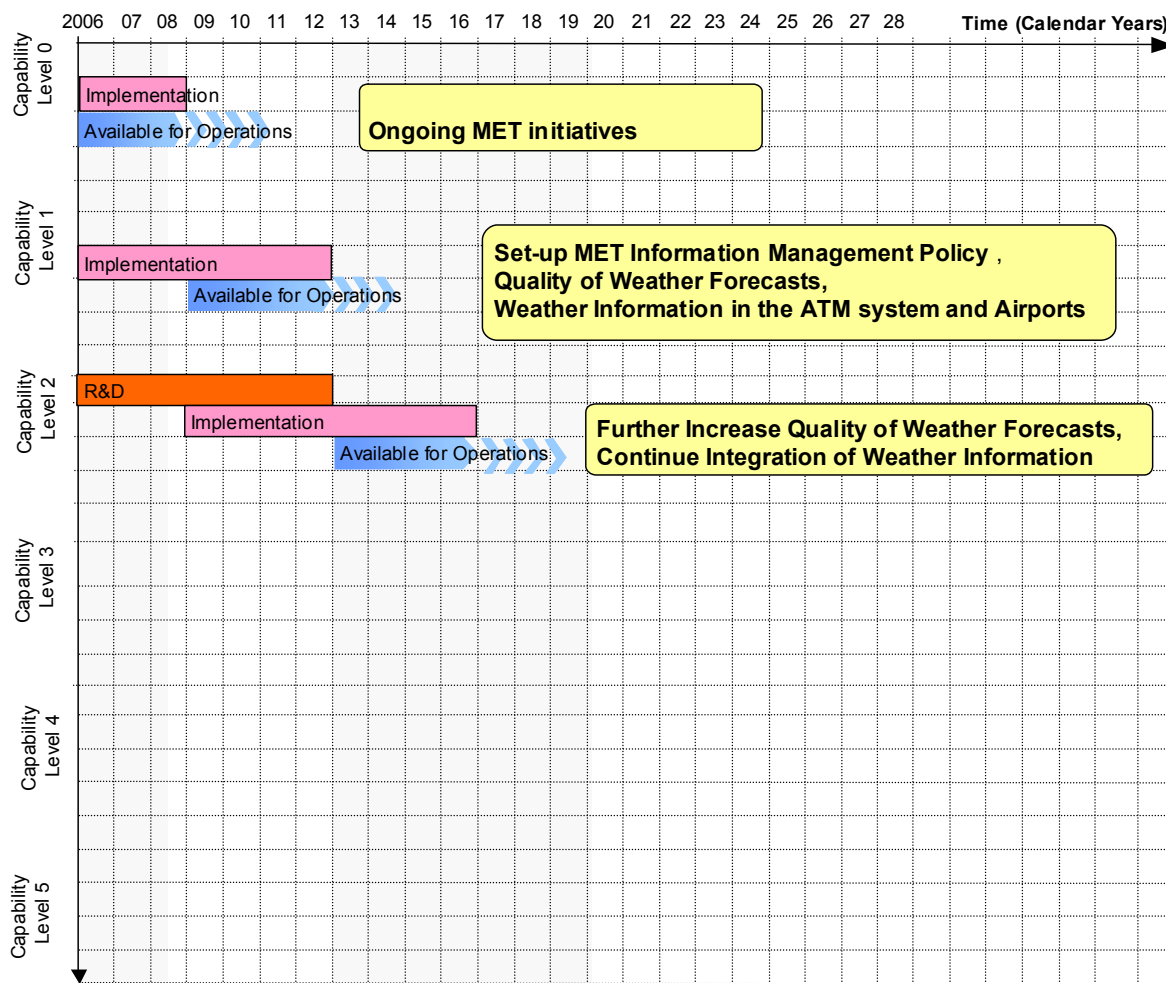 2006 07 08 09 10 11 12 13 14 15 16 17 18 19 20 21 22 23 24 25 26 27 28 Time (Calendar Years)
Capability
Level 0
Implementation
Available for Operations
Ongoing MET initiatives
Capability
Level 1
Implementation
Available for Operations
Set-up MET Information Management Policy ,
Quality of Weather Forecasts,
Weather Information in the ATM system and Airports
Capability
Level 2
R&D
Implementation
Available for Operations
Further Increase Quality of Weather Forecasts,
Continue Integration of Weather Information
Capability
Level 3
Capability
Level 4
Capability
Level 5